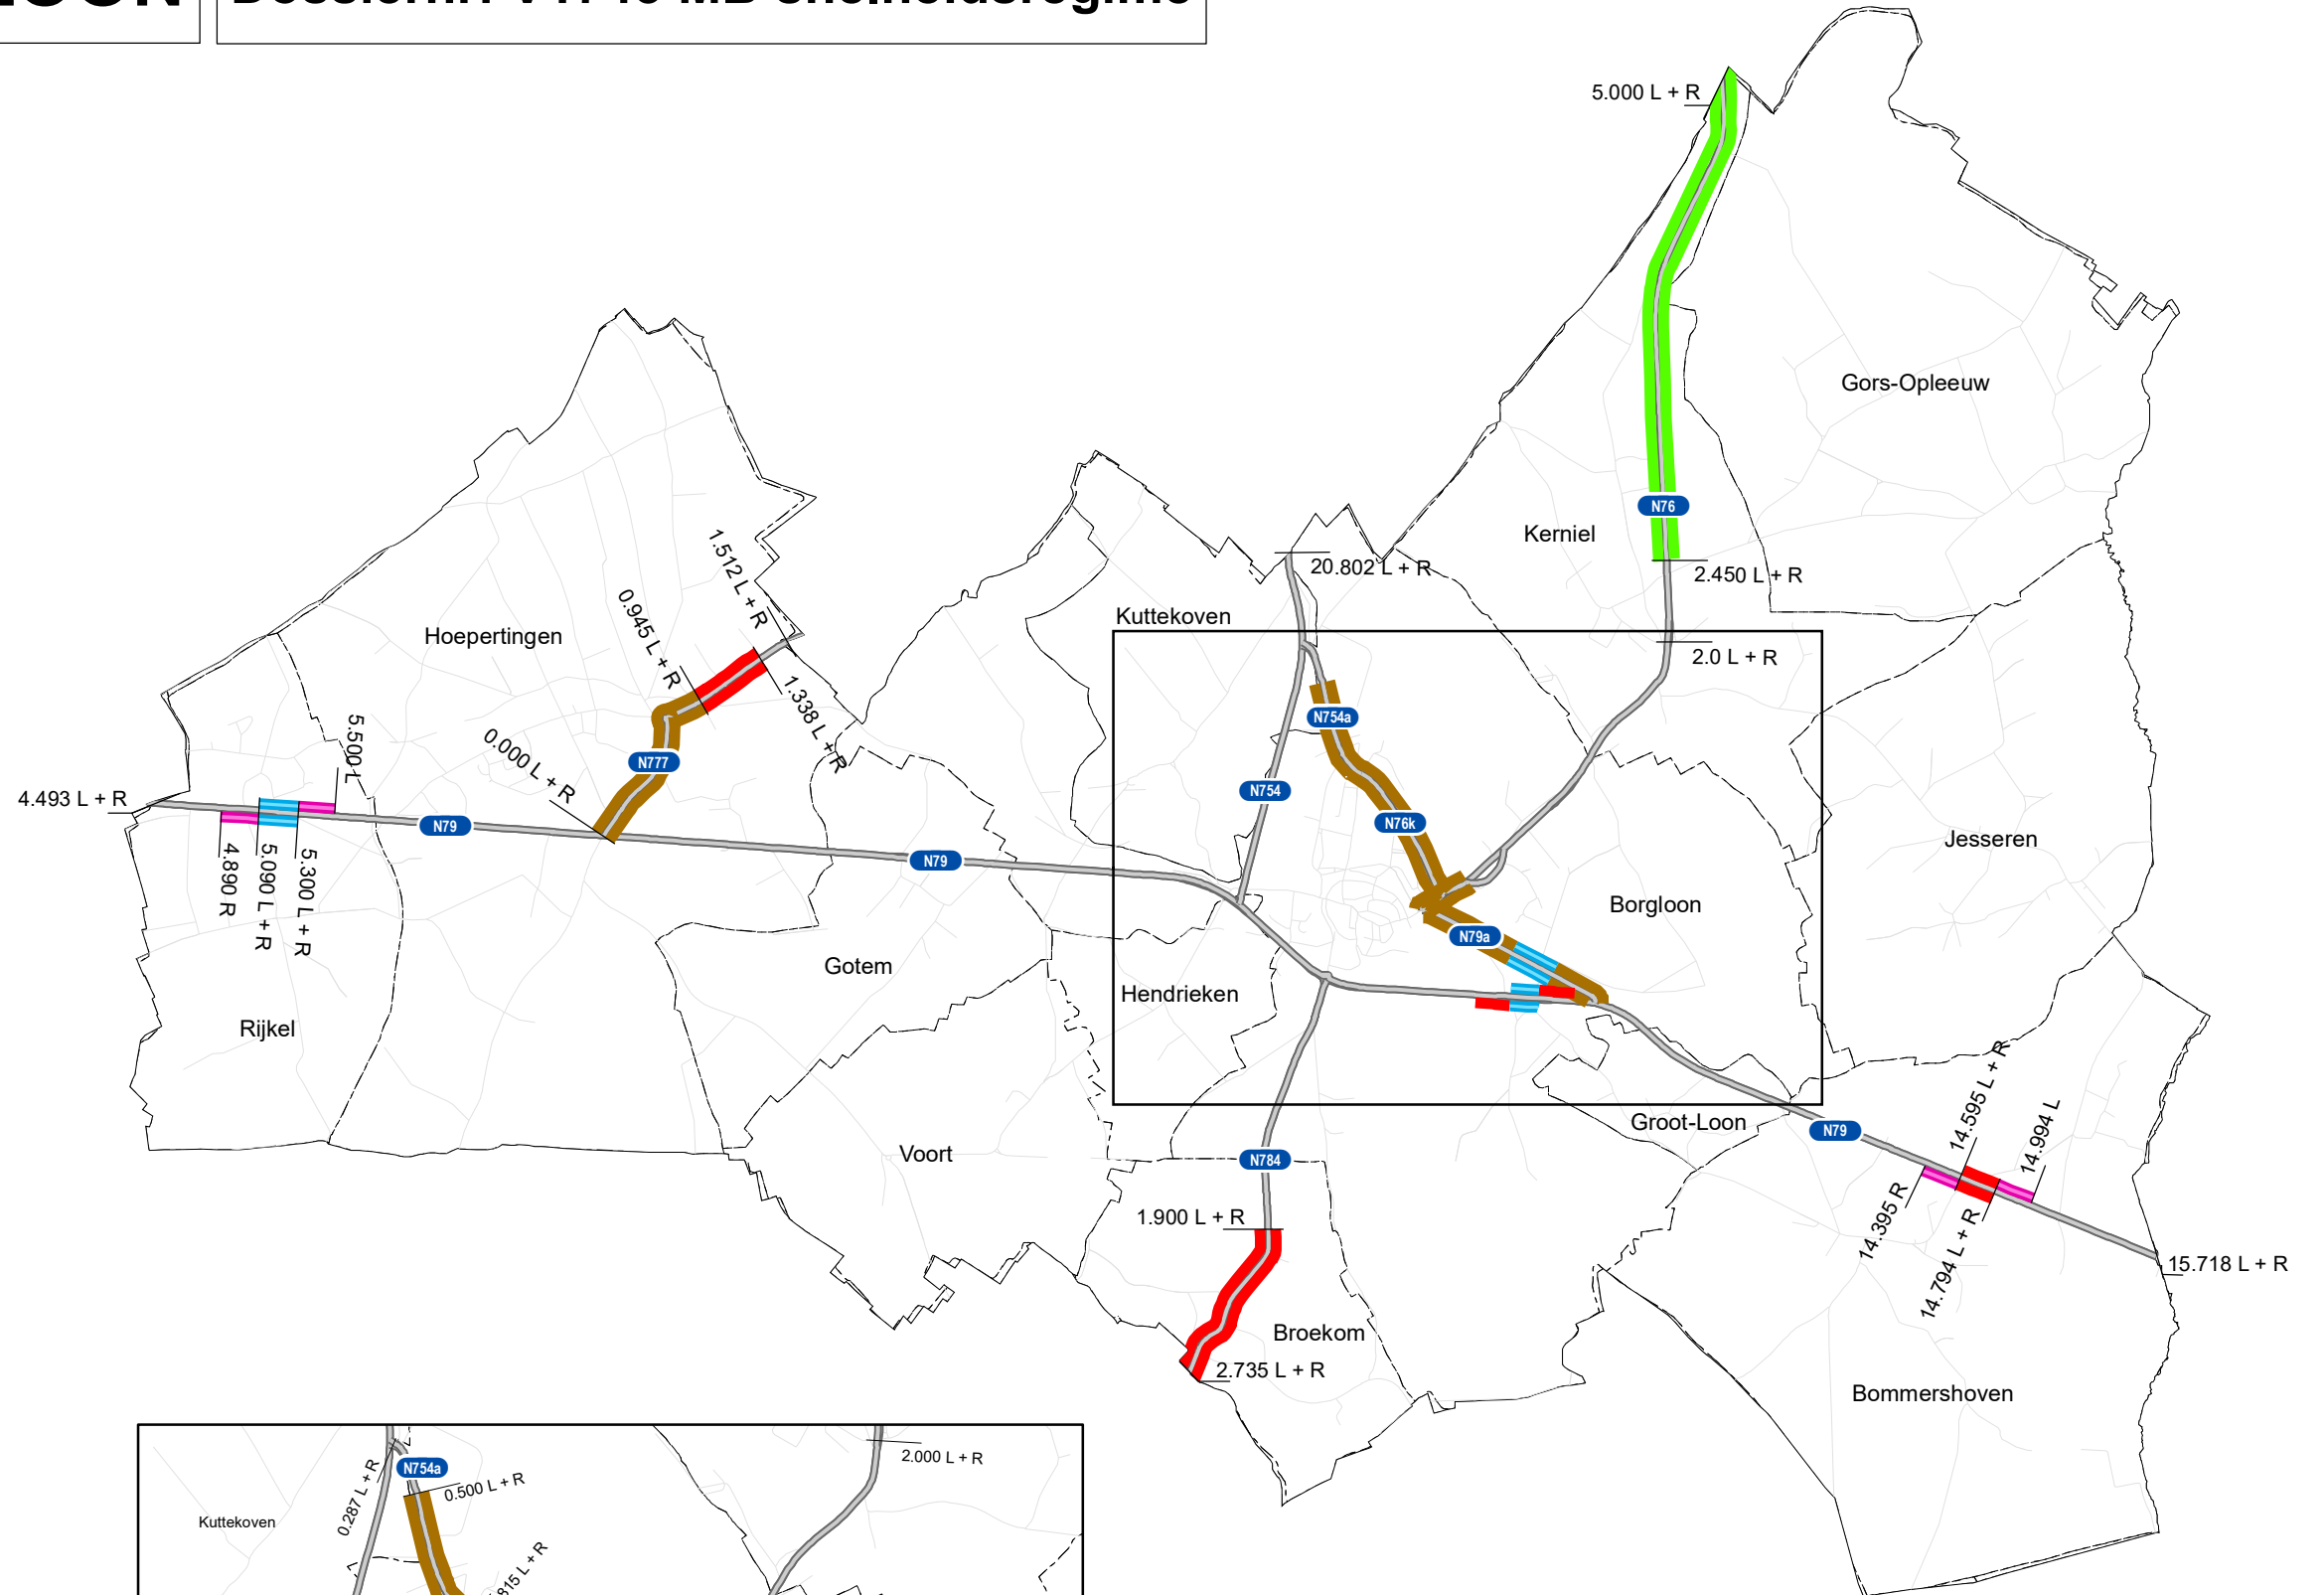 5.000 L + R
Gors-Opleeuw
N76
Kerniel
2.450 L + R
20.802 L + R
1.512 L + R
0.945 L + R
Kuttekoven
Hoepertingen
2.0 L + R
1.338 L + R
5.500 L
0.000 L + R
N777
N754a
N754
4.493 L + R
N79
N76k
N79
Jesseren
4.890 R
5.090 L + R
5.300 L + R
Borgloon
N79a
Gotem
Hendrieken
Rijkel
14.595 L + R
14.994 L
Groot-Loon
N79
Voort
N784
1.900 L + R
14.395 R
14.794 L + R
15.718 L + R
Broekom
2.735 L + R
Bommershoven
2.000 L + R
N754a
0.287 L + R
0.500 L + R
Kuttekoven